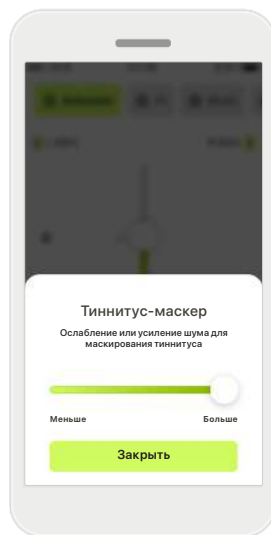 Тиннитус-маскер
Ослабление или усиление шума для
маскирования тиннитуса
Меньше Больше
Закрыть